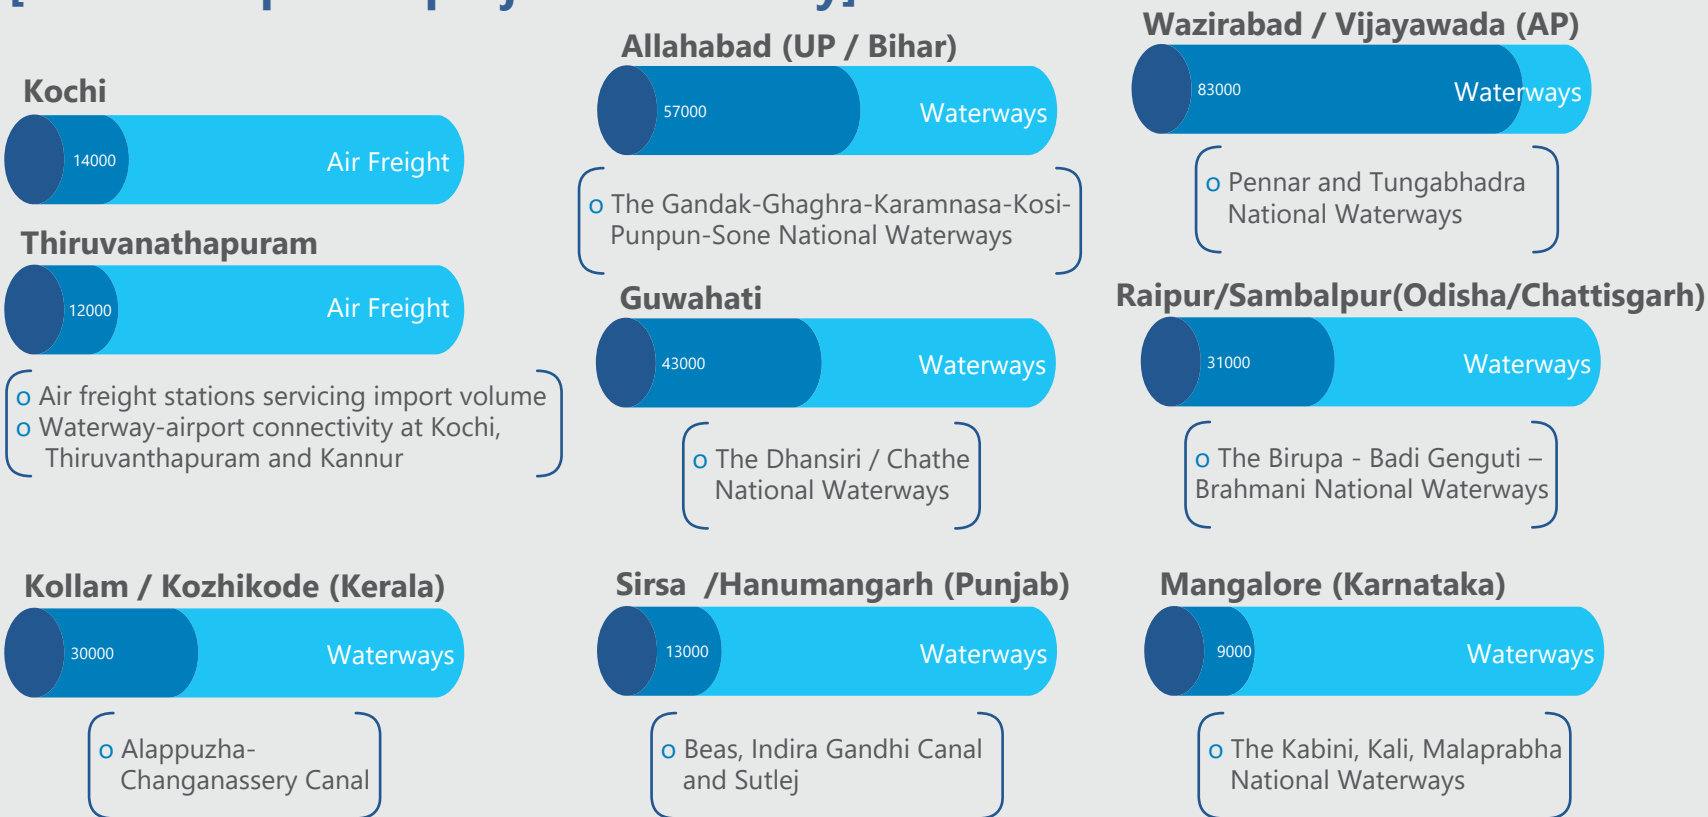 Kochi
14000
Air Freight
Thiruvanathapuram
12000
Air Freight
o Air freight stations servicing import volume
o Waterway-airport connectivity at Kochi,
Thiruvanthapuram and Kannur
Kollam / Kozhikode (Kerala)
30000
Waterways
o Alappuzha-
Changanassery Canal
Allahabad (UP / Bihar)
57000
Waterways
o The Gandak-Ghaghra-Karamnasa-Kosi-
Punpun-Sone National Waterways
Guwahati
43000
Waterways
o The Dhansiri / Chathe
National Waterways
Sirsa /Hanumangarh (Punjab)
13000
Waterways
o Beas, Indira Gandhi Canal
and Sutlej
Wazirabad / Vijayawada (AP)
83000
Waterways
o Pennar and Tungabhadra
National Waterways
Raipur/Sambalpur(Odisha/Chattisgarh)
31000
Waterways
o The Birupa - Badi Genguti –
Brahmani National Waterways
Mangalore (Karnataka)
9000
Waterways
o The Kabini, Kali, Malaprabha
National Waterways